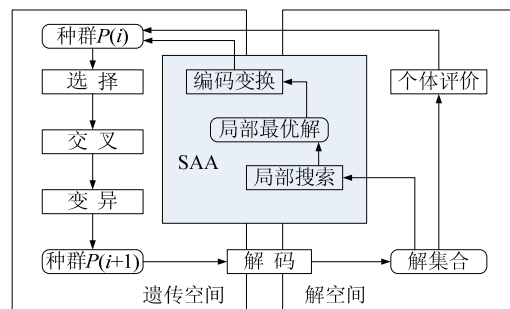 种群P(i)
编码变换
个体评价
选择
局部最优解
交叉
SAA
局部搜索
变异
种群P(i+1)
解码
解集合
遗传空间
解空间